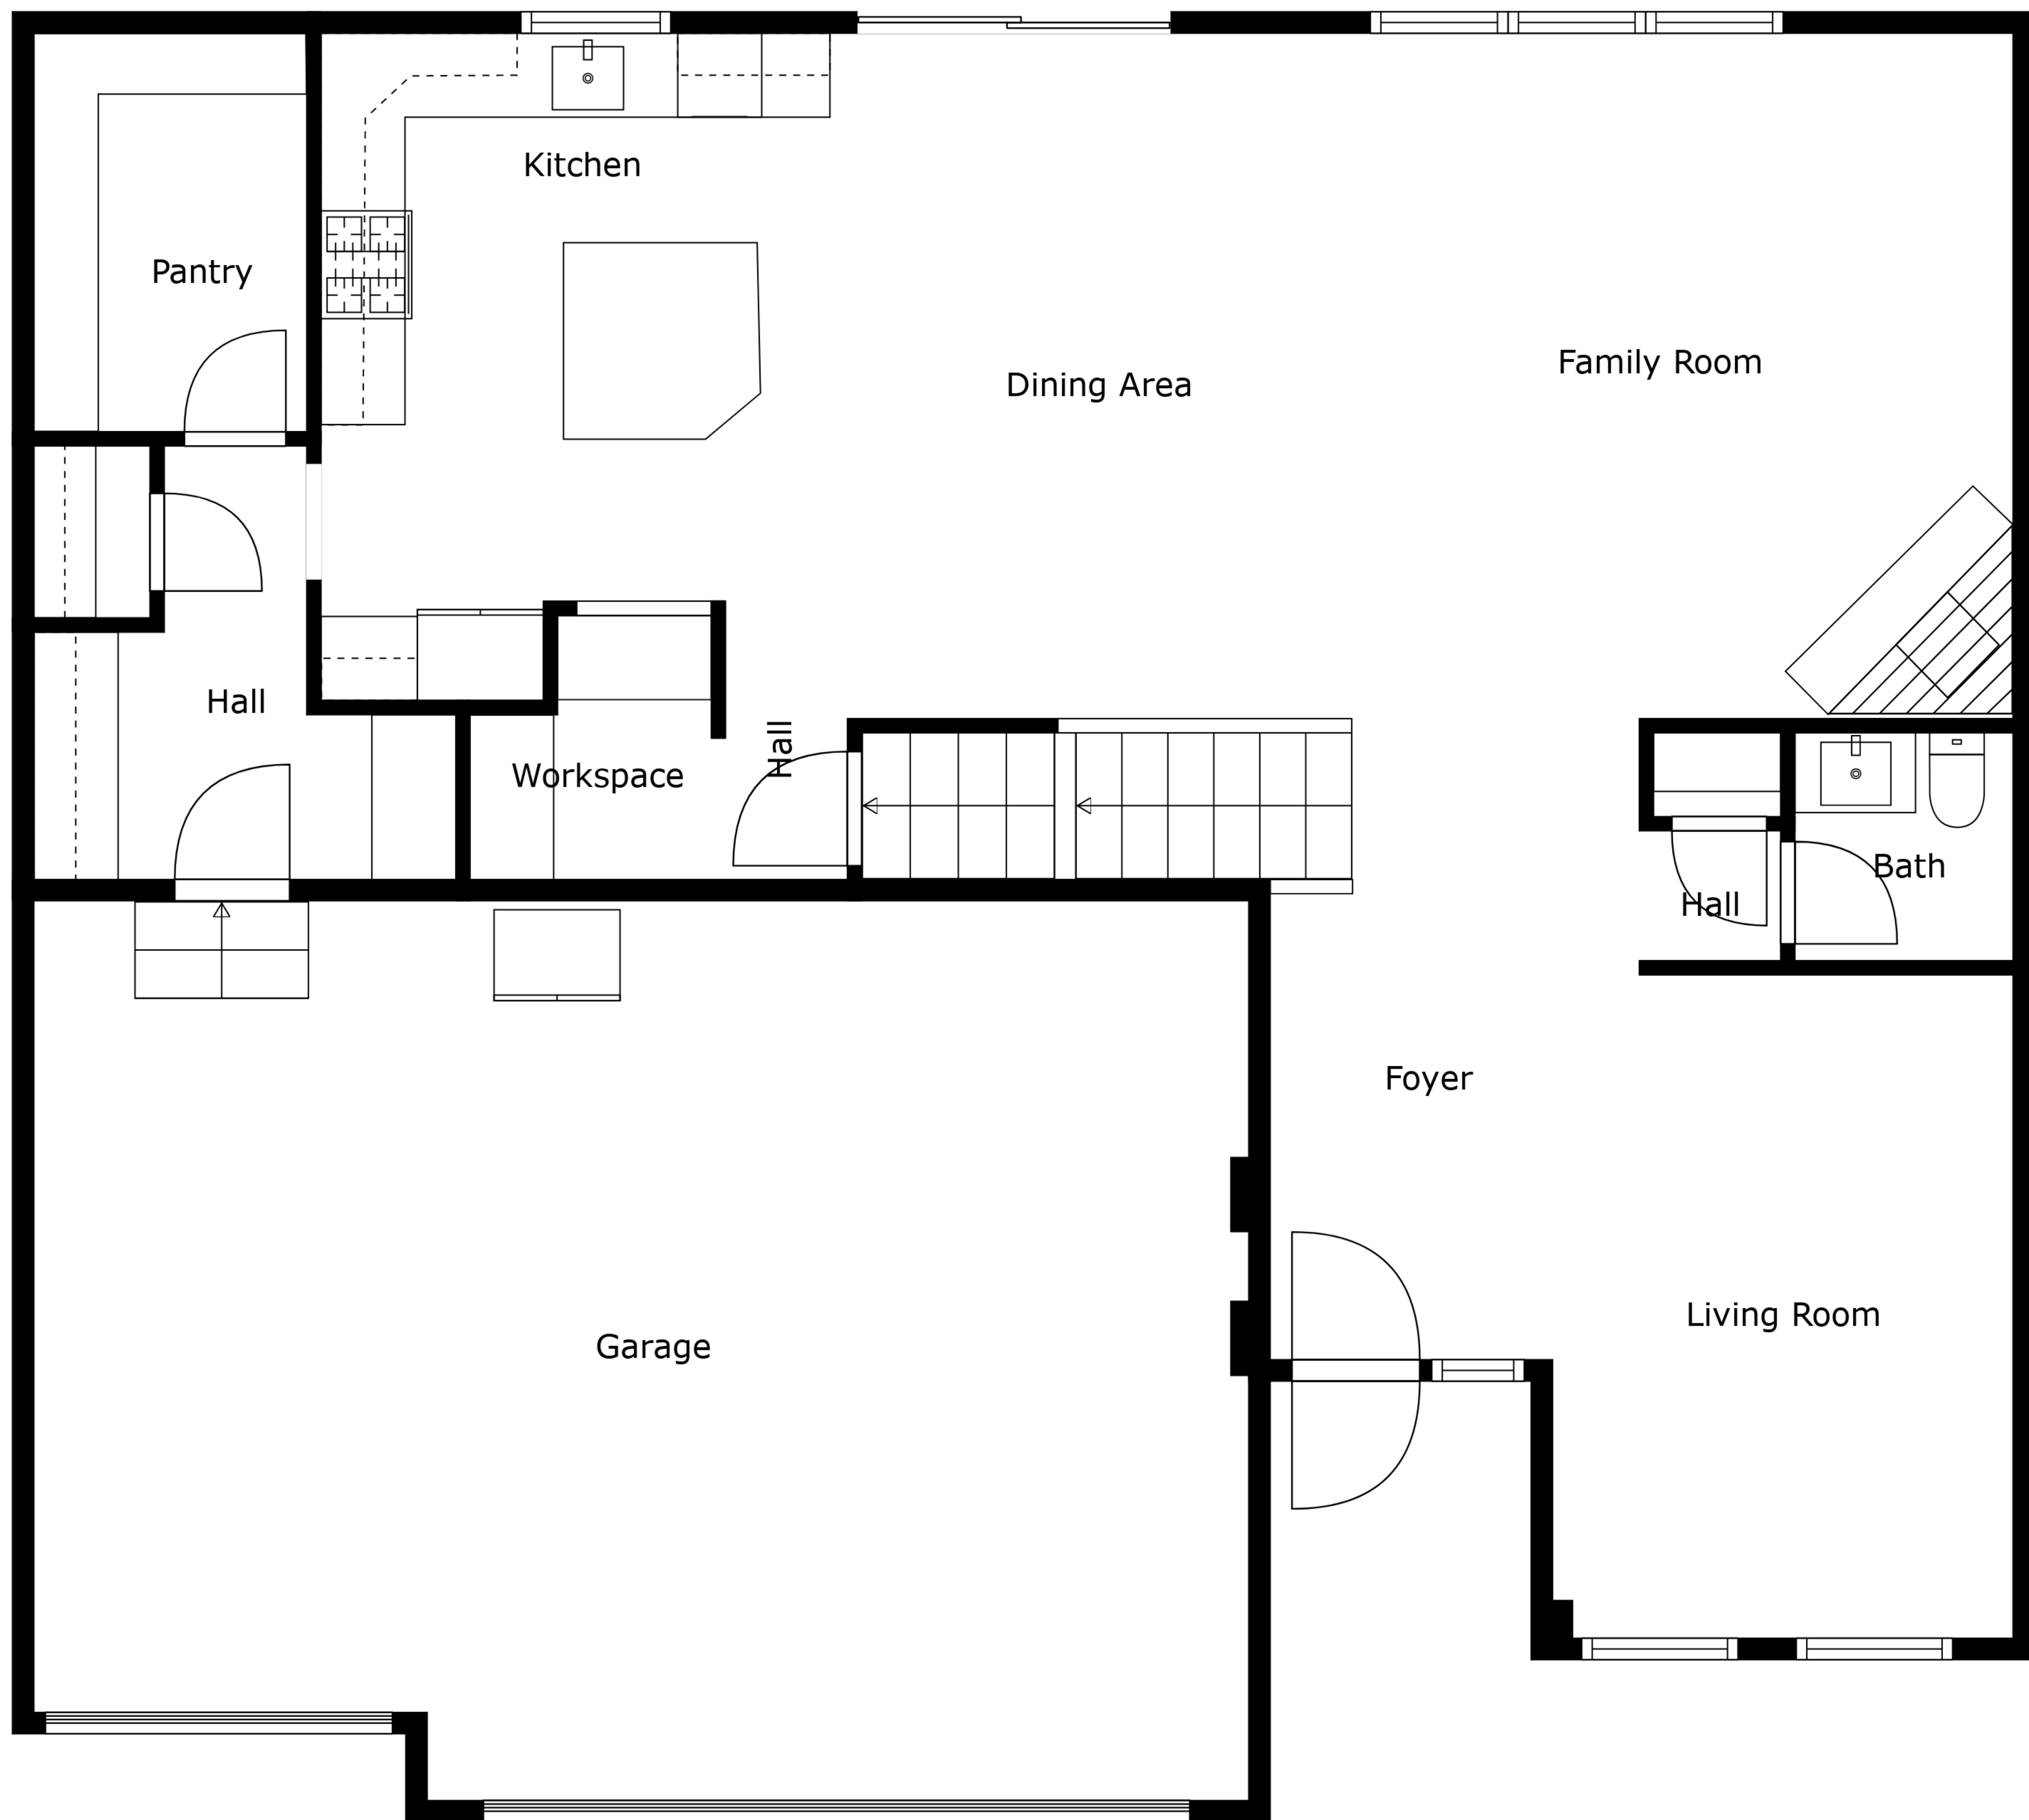 Kitchen
Pantry
Family Room
Dining Area
Hall
Hall
Workspace
Bath
Hall
Foyer
Living Room
Garage